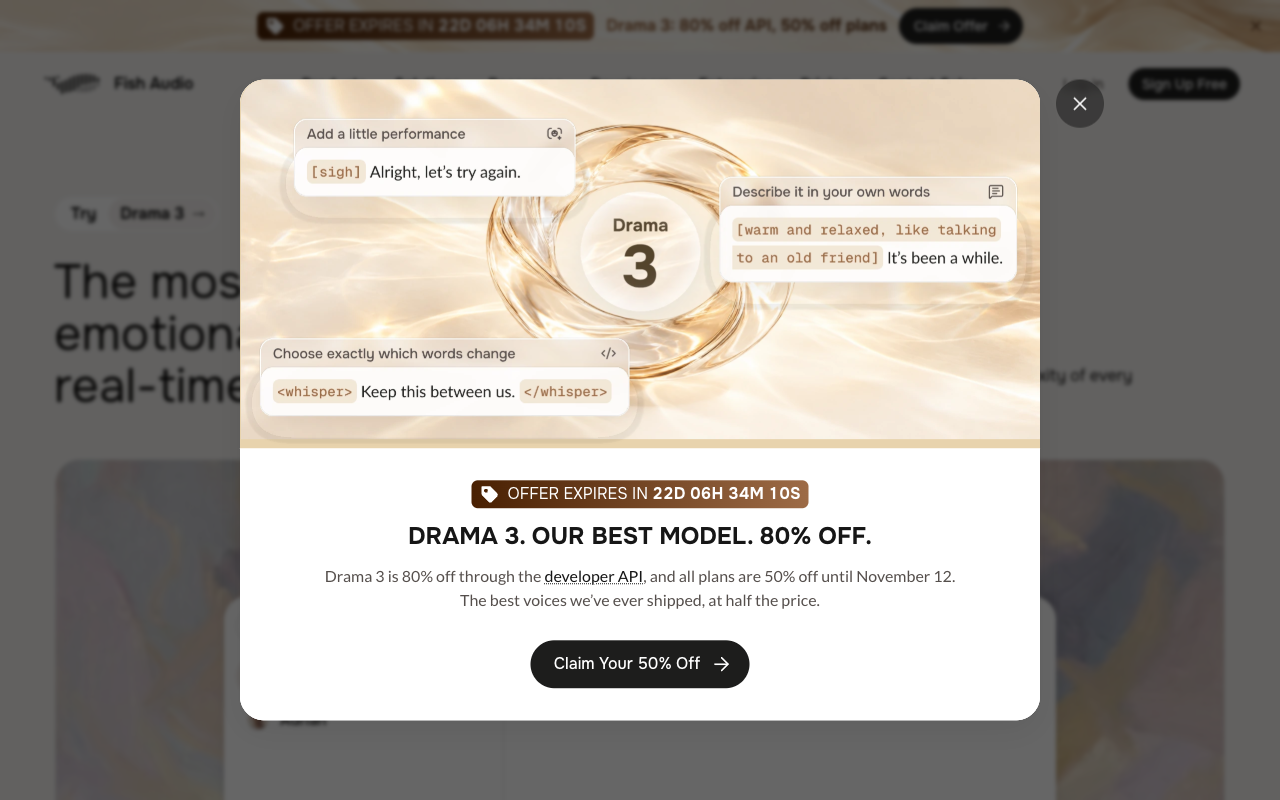 OFFER EXPIRES IN 22D 06H 34M 10S
Drama 3: 80% off API, 50% off plans
Claim Offer →
Fish Audio
Sign Up Free
Try Drama 3 →
The mos
emotiona
real-time
xity of every
Add a little performance
[sigh] Alright, let's try again.
Drama
3
Describe it in your own words
[warm and relaxed, like talking
to an old friend] It's been a while.
Choose exactly which words change
</>
<whisper> Keep this between us. </whisper>
OFFER EXPIRES IN 22D 06H 34M 10S
DRAMA 3. OUR BEST MODEL. 80% OFF.
Drama 3 is 80% off through the developer API, and all plans are 50% off until November 12.
The best voices we've ever shipped, at half the price.
Claim Your 50% Off →